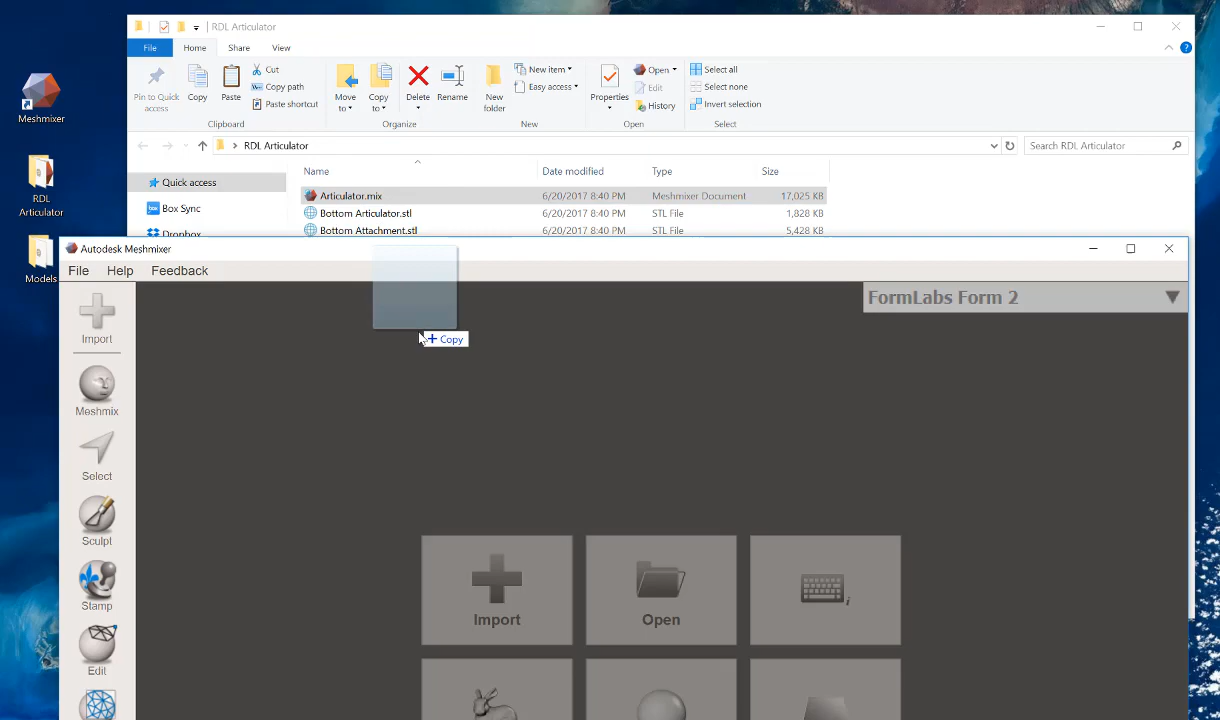 RDL Articulator
File Home Share View
Meshmixer
RDL
Articulator
Models
Pin to Quick
access
Copy
Paste
Cut
Copy path
Paste shortcut
Clipboard
Move
to
Copy
to
Delete
Rename
Organize
New
folder
New item
Easy access
New
Properties
Open
Edit
History
Open
Select all
Select none
Invert selection
Select
RDL Articulator
Search RDL Articulator
Quick access
Box Sync
Dropbox
Name Date modified Type Size
Articulator.mix 6/20/2017 8:40 PM Meshmixer Document 17,025 KB
Bottom Articulator.stl 6/20/2017 8:40 PM STL File 1,828 KB
Bottom Attachment.stl 6/20/2017 8:40 PM STL File 5,428 KB
Autodesk Meshmixer
File Help Feedback
FormLabs Form 2
+ Copy
Import
Meshmix
Select
Sculpt
Stamp
Edit
Import
Open
i